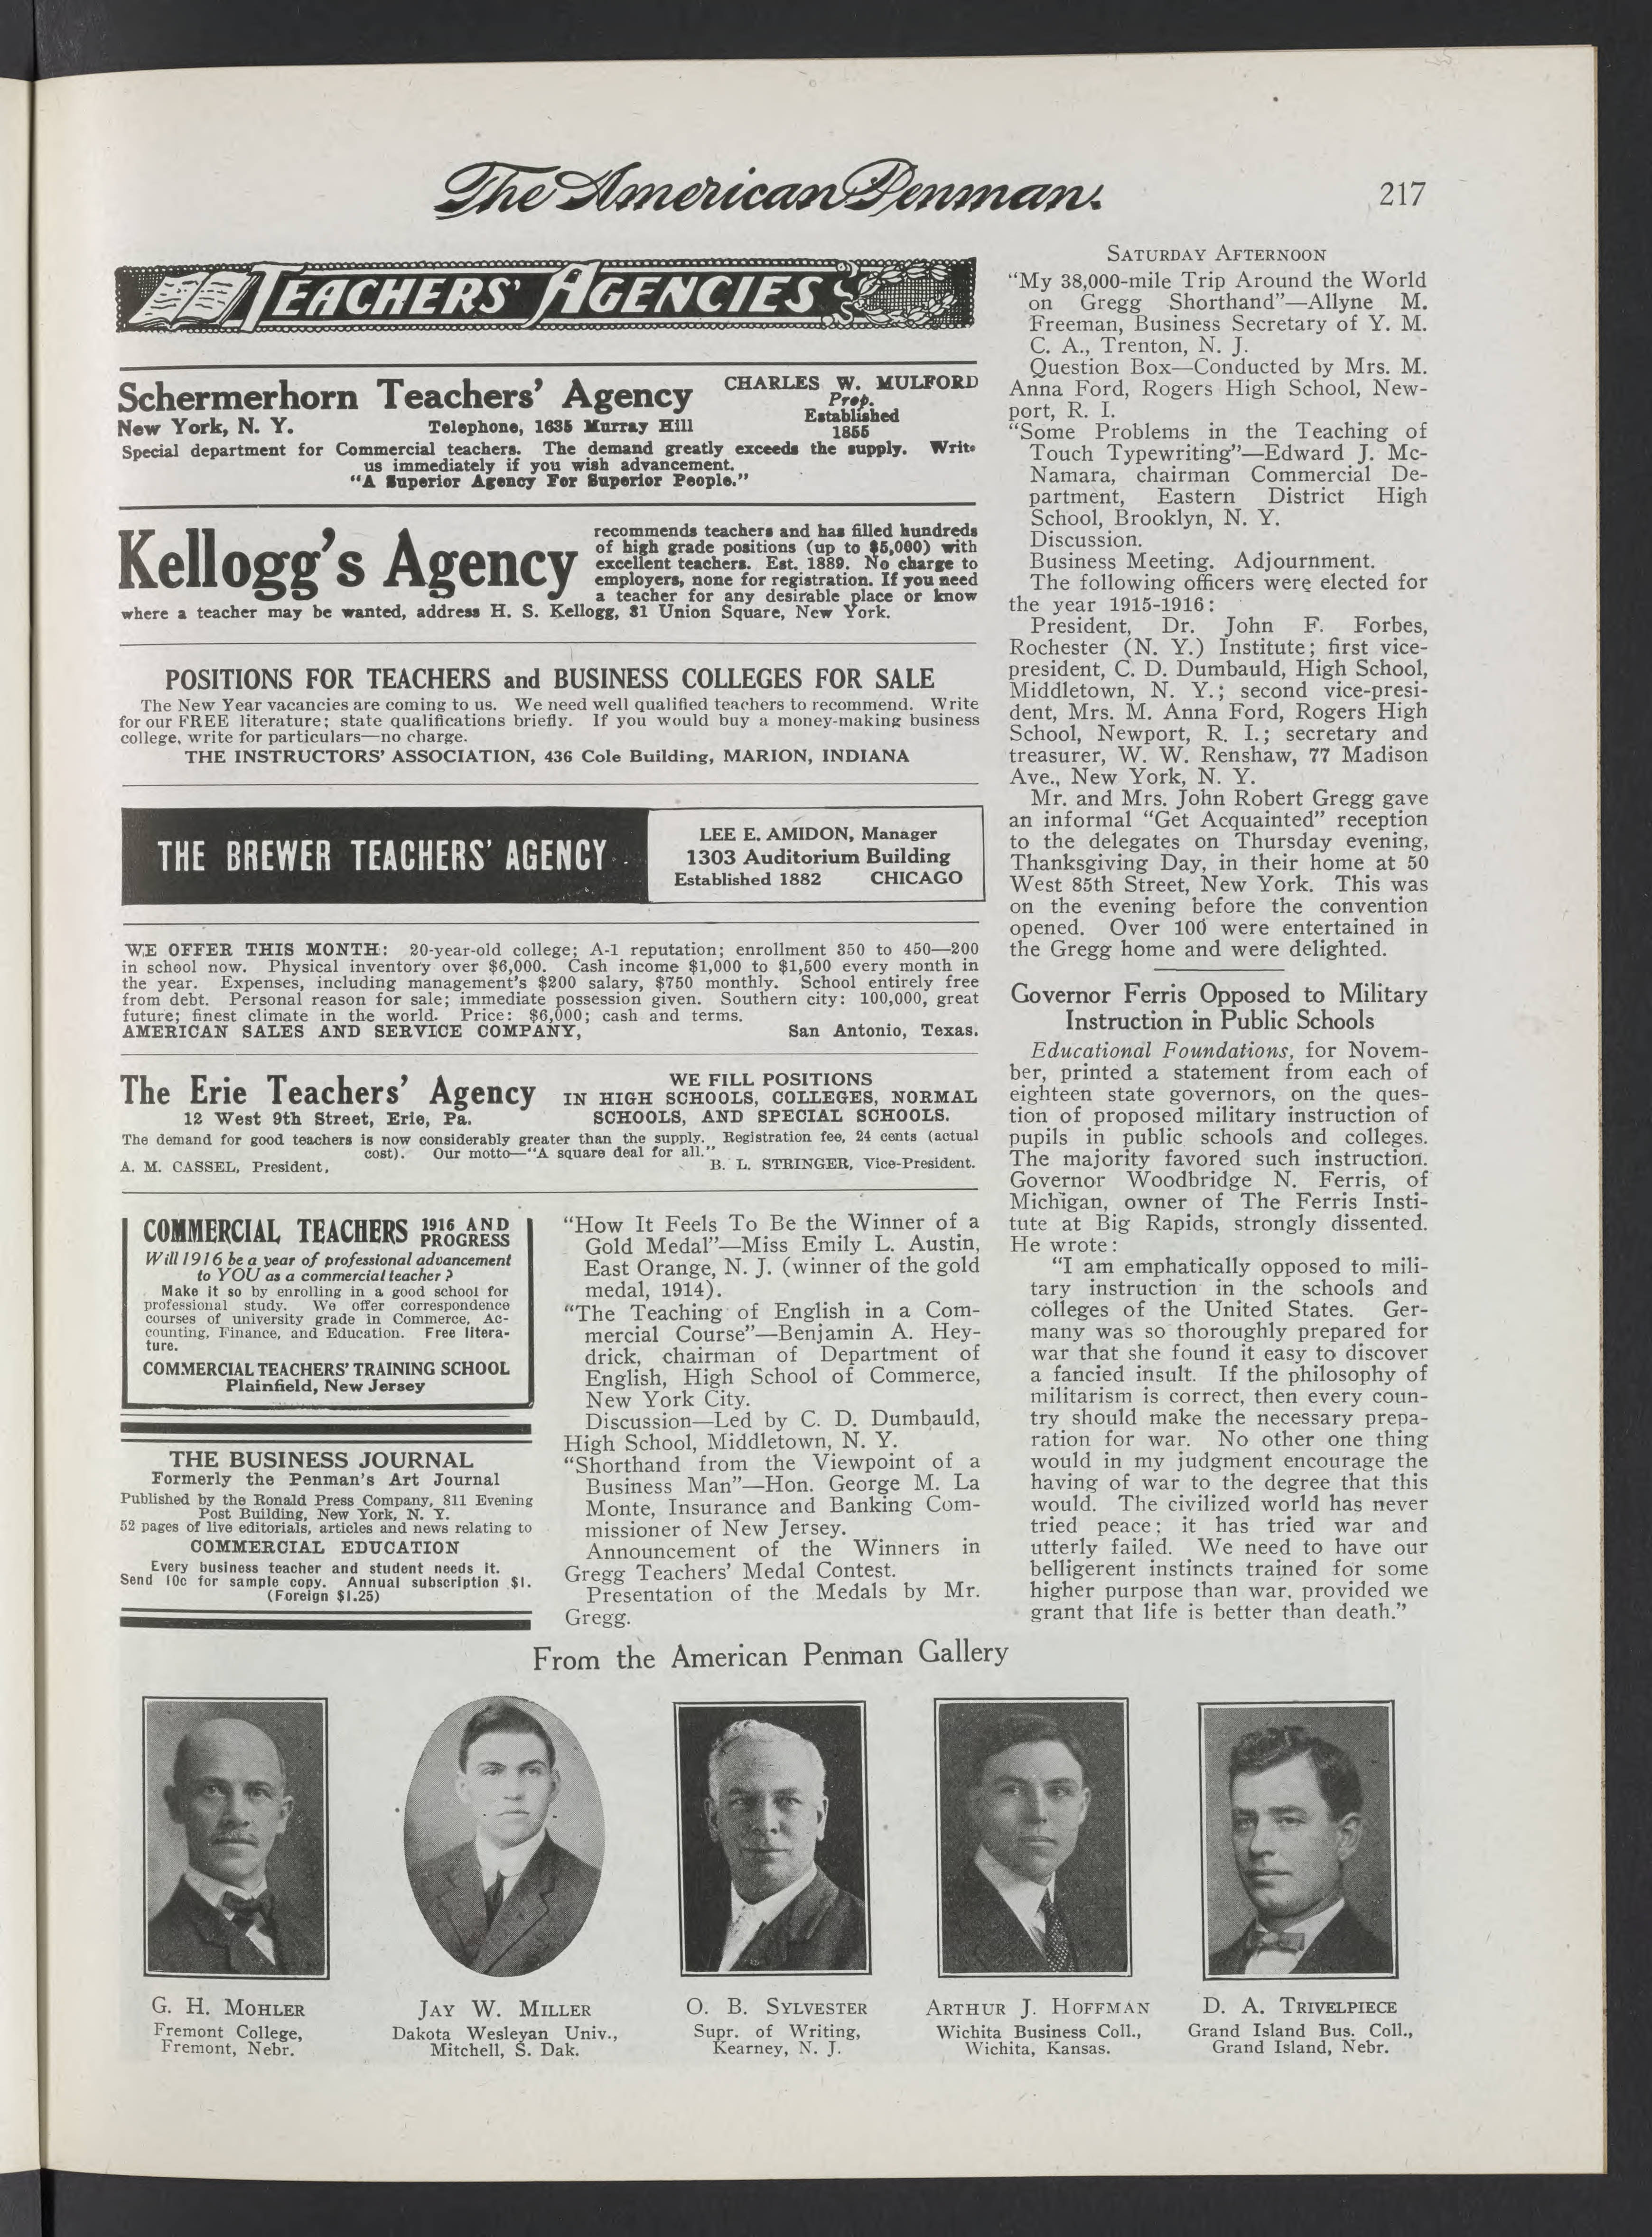 The American Penman.
217
TEACHERS' AGENCIES
Schermerhorn Teachers' Agency
New York, N. Y. Telephone, 1635 Murray Hill
CHARLES W. MULFORD
Prop.
Established
1855
Special department for Commercial teachers. The demand greatly exceeds the supply. Write
us immediately if you wish advancement.
"A Superior Agency For Superior People."
Kellogg's Agency
recommends teachers and has filled hundreds
of high grade positions (up to $5,000) with
excellent teachers. Est. 1889. No charge to
employers, none for registration. If you need
a teacher for any desirable place or know
where a teacher may be wanted, address H. S. Kellogg, 31 Union Square, New York.
POSITIONS FOR TEACHERS and BUSINESS COLLEGES FOR SALE
The New Year vacancies are coming to us. We need well qualified teachers to recommend. Write
for our FREE literature; state qualifications briefly. If you would buy a money-making business
college, write for particulars—no charge.
THE INSTRUCTORS' ASSOCIATION, 436 Cole Building, MARION, INDIANA
THE BREWER TEACHERS' AGENCY
LEE E. AMIDON, Manager
1303 Auditorium Building
Established 1882 CHICAGO
WE OFFER THIS MONTH: 20-year-old college; A-1 reputation; enrollment 350 to 450—200
in school now. Physical inventory over $6,000. Cash income $1,000 to $1,500 every month in
the year. Expenses, including management's $200 salary, $750 monthly. School entirely free
from debt. Personal reason for sale; immediate possession given. Southern city: 100,000, great
future; finest climate in the world. Price: $6,000; cash and terms.
AMERICAN SALES AND SERVICE COMPANY, San Antonio, Texas.
The Erie Teachers' Agency
12 West 9th Street, Erie, Pa.
WE FILL POSITIONS
IN HIGH SCHOOLS, COLLEGES, NORMAL
SCHOOLS, AND SPECIAL SCHOOLS.
The demand for good teachers is now considerably greater than the supply. Registration fee, 24 cents (actual
cost). Our motto—"A square deal for all."
A. M. CASSEL, President, B. L. STRINGER, Vice-President.
COMMERCIAL TEACHERS 1916 AND
PROGRESS
Will 1916 be a year of professional advancement
to YOU as a commercial teacher?
Make it so by enrolling in a good school for
professional study. We offer correspondence
courses of university grade in Commerce, Ac-
counting, Finance, and Education. Free litera-
ture.
COMMERCIAL TEACHERS' TRAINING SCHOOL
Plainfield, New Jersey
THE BUSINESS JOURNAL
Formerly the Penman's Art Journal
Published by the Ronald Press Company, 811 Evening
Post Building, New York, N. Y.
52 pages of live editorials, articles and news relating to
COMMERCIAL EDUCATION
Every business teacher and student needs it.
Send 10c for sample copy. Annual subscription $1.
(Foreign $1.25)
"How It Feels To Be the Winner of a
Gold Medal"—Miss Emily L. Austin,
East Orange, N. J. (winner of the gold
medal, 1914).
"The Teaching of English in a Com-
mercial Course"—Benjamin A. Hey-
drick, chairman of Department of
English, High School of Commerce,
New York City.
Discussion—Led by C. D. Dumbauld,
High School, Middletown, N. Y.
"Shorthand from the Viewpoint of a
Business Man"—Hon. George M. La
Monte, Insurance and Banking Com-
missioner of New Jersey.
Announcement of the Winners in
Gregg Teachers' Medal Contest.
Presentation of the Medals by Mr.
Gregg.
SATURDAY AFTERNOON
"My 38,000-mile Trip Around the World
on Gregg Shorthand"—Allyne M.
Freeman, Business Secretary of Y. M.
C. A., Trenton, N. J.
Question Box—Conducted by Mrs. M.
Anna Ford, Rogers High School, New-
port, R. I.
"Some Problems in the Teaching of
Touch Typewriting"—Edward J. Mc-
Namara, chairman Commercial De-
partment, Eastern District High
School, Brooklyn, N. Y.
Discussion.
Business Meeting. Adjournment.
The following officers were elected for
the year 1915-1916:
President, Dr. John F. Forbes,
Rochester (N. Y.) Institute; first vice-
president, C. D. Dumbauld, High School,
Middletown, N. Y.; second vice-presi-
dent, Mrs. M. Anna Ford, Rogers High
School, Newport, R. I.; secretary and
treasurer, W. W. Renshaw, 77 Madison
Ave., New York, N. Y.
Mr. and Mrs. John Robert Gregg gave
an informal "Get Acquainted" reception
to the delegates on Thursday evening,
Thanksgiving Day, in their home at 50
West 85th Street, New York. This was
on the evening before the convention
opened. Over 100 were entertained in
the Gregg home and were delighted.
Governor Ferris Opposed to Military
Instruction in Public Schools
Educational Foundations, for Novem-
ber, printed a statement from each of
eighteen state governors, on the ques-
tion of proposed military instruction of
pupils in public schools and colleges.
The majority favored such instruction.
Governor Woodbridge N. Ferris, of
Michigan, owner of The Ferris Insti-
tute at Big Rapids, strongly dissented.
He wrote:
"I am emphatically opposed to mili-
tary instruction in the schools and
colleges of the United States. Ger-
many was so thoroughly prepared for
war that she found it easy to discover
a fancied insult. If the philosophy of
militarism is correct, then every coun-
try should make the necessary prepa-
ration for war. No other one thing
would in my judgment encourage the
having of war to the degree that this
would. The civilized world has never
tried peace; it has tried war and
utterly failed. We need to have our
belligerent instincts trained for some
higher purpose than war, provided we
grant that life is better than death."
From the American Penman Gallery
G. H. MOHLER
Fremont College,
Fremont, Nebr.
JAY W. MILLER
Dakota Wesleyan Univ.,
Mitchell, S. Dak.
O. B. SYLVESTER
Supr. of Writing,
Kearney, N. J.
ARTHUR J. HOFFMAN
Wichita Business Coll.,
Wichita, Kansas.
D. A. TRIVELPIECE
Grand Island Bus. Coll.,
Grand Island, Nebr.